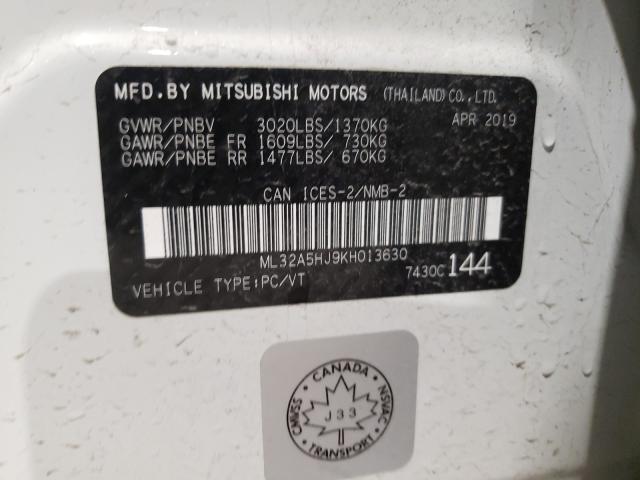 MFD.BY MITSUBISHI MOTORS (THAILAND)CO.,LTD.
GVWR/PNBV 3020LBS/1370KG APR 2019
GAWR/PNBE FR 1609LBS/ 730KG
GAWR/PNBE RR 1477LBS/ 670KG
CAN ICES-2/NMB-2
ML32A5HJ9KH013630
VEHICLE TYPE:PC/VT 7430C 144
CANADA
CMVSS J33 NSVAC
TRANSPORT